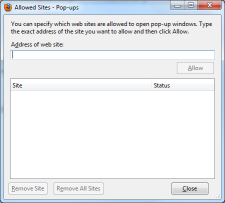 Allowed Sites - Pop-ups
You can specify which web sites are allowed to open pop-up windows. Type
the exact address of the site you want to allow and then click Allow.
Address of web site:
Allow
Site Status
Remove Site Remove All Sites Close